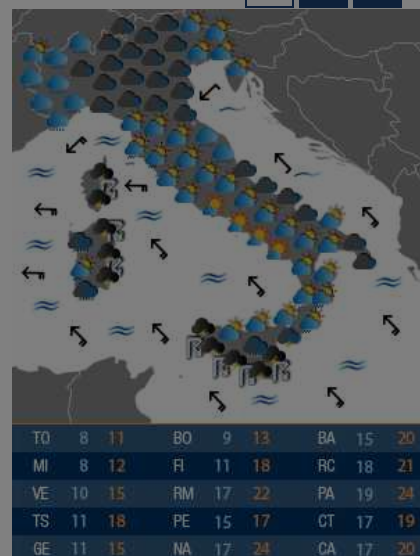 TO 8 11 BO 9 13 BA 15 20
MI 8 12 FI 11 18 RC 18 21
VE 10 15 RM 17 22 PA 19 24
TS 11 18 PE 15 17 CT 17 19
GE 11 15 NA 17 24 CA 17 20